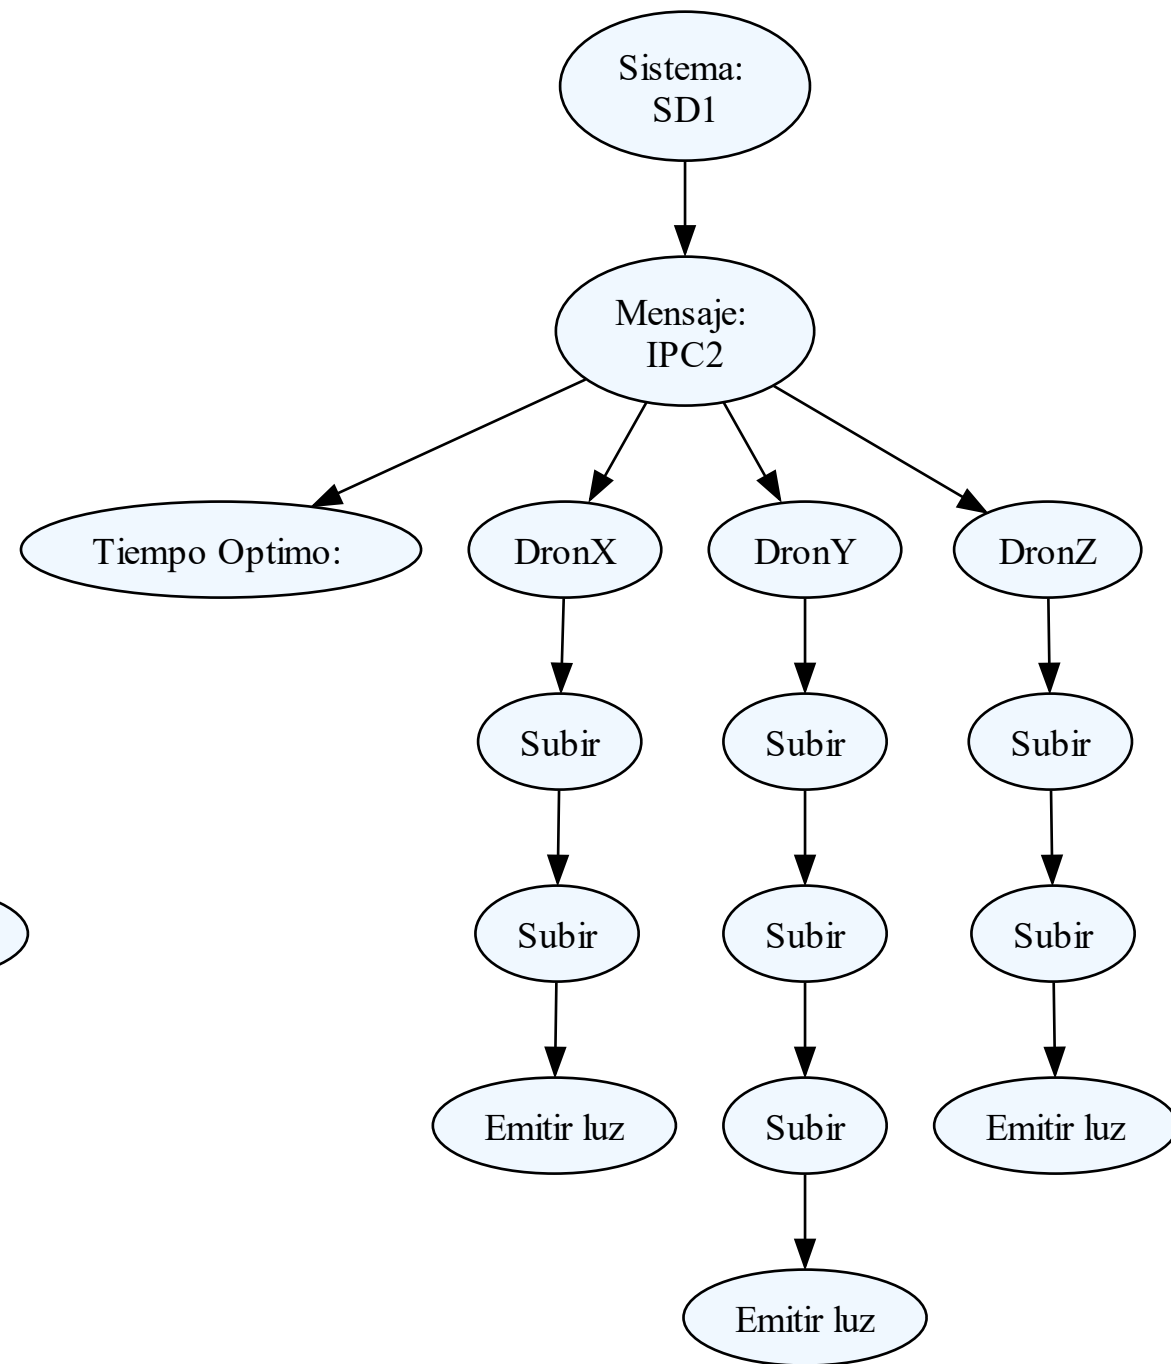 Sistema:
SD1
Mensaje:
IPC2
Tiempo Optimo:
DronX
DronY
DronZ
Subir
Subir
Subir
Subir
Subir
Subir
Emitir luz
Subir
Emitir luz
Emitir luz